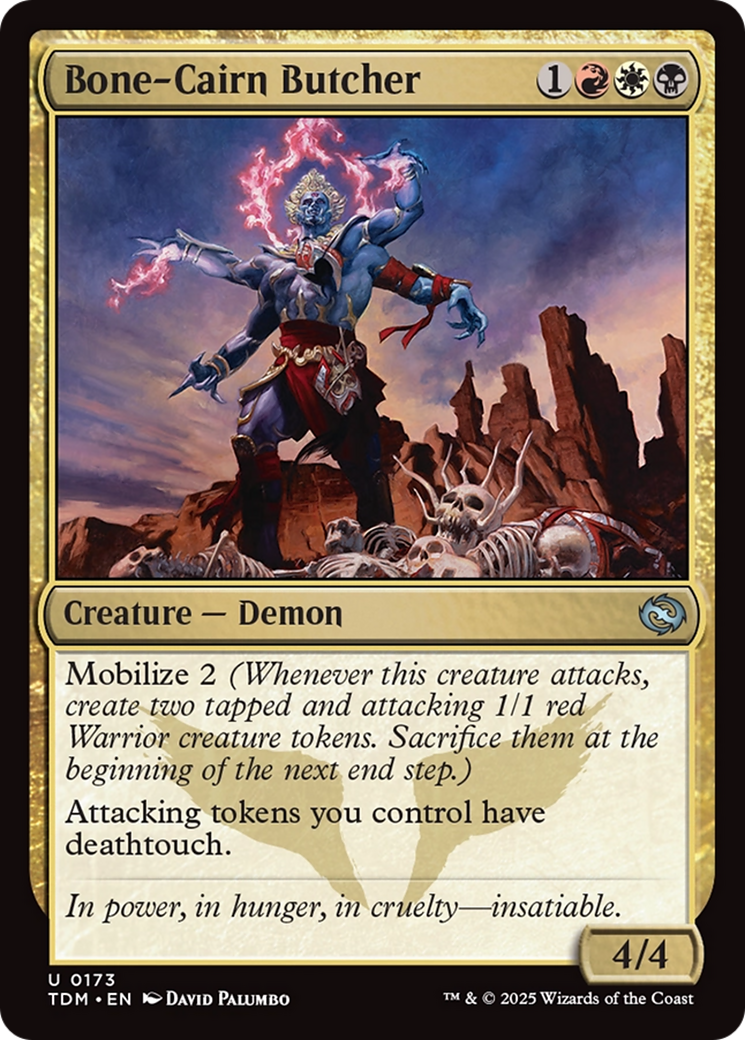 Bone-Cairn Butcher 1
Creature — Demon
Mobilize 2 (Whenever this creature attacks,
create two tapped and attacking 1/1 red
Warrior creature tokens. Sacrifice them at the
beginning of the next end step.)
Attacking tokens you control have
deathtouch.
In power, in hunger, in cruelty—insatiable.
4/4
U 0173
TDM • EN David Palumbo ™ & © 2025 Wizards of the Coast